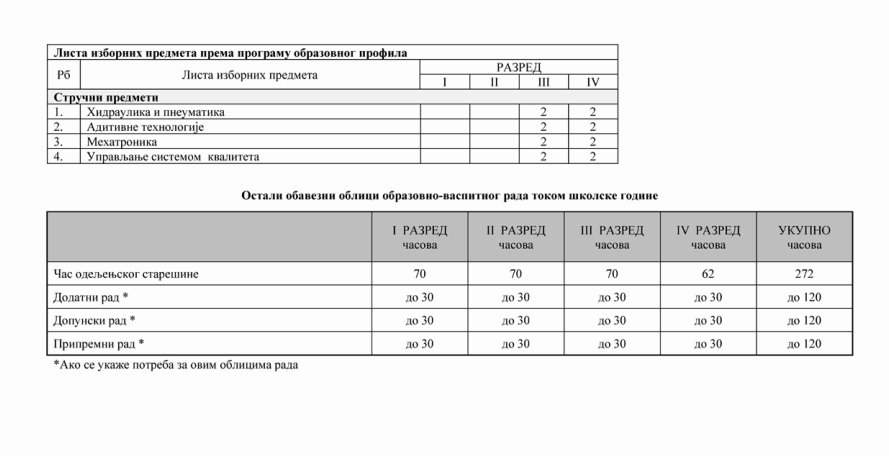 Листа изборних предмета према програму образовног профила
Рб Листа изборних предмета РАЗРЕД
I II III IV
Стручни предмети
1. Хидраулика и пнеуматика 2 2
2. Адитивне технологије 2 2
3. Мехатроника 2 2
4. Управљање системом квалитета 2 2
Остали обавезни облици образовно-васпитног рада током школске године
I РАЗРЕД II РАЗРЕД III РАЗРЕД IV РАЗРЕД УКУПНО
часова часова часова часова часова
Час одељењског старешине 70 70 70 62 272
Додатни рад * до 30 до 30 до 30 до 30 до 120
Допунски рад * до 30 до 30 до 30 до 30 до 120
Припремни рад * до 30 до 30 до 30 до 30 до 120
*Ако се укаже потреба за овим облицима рада